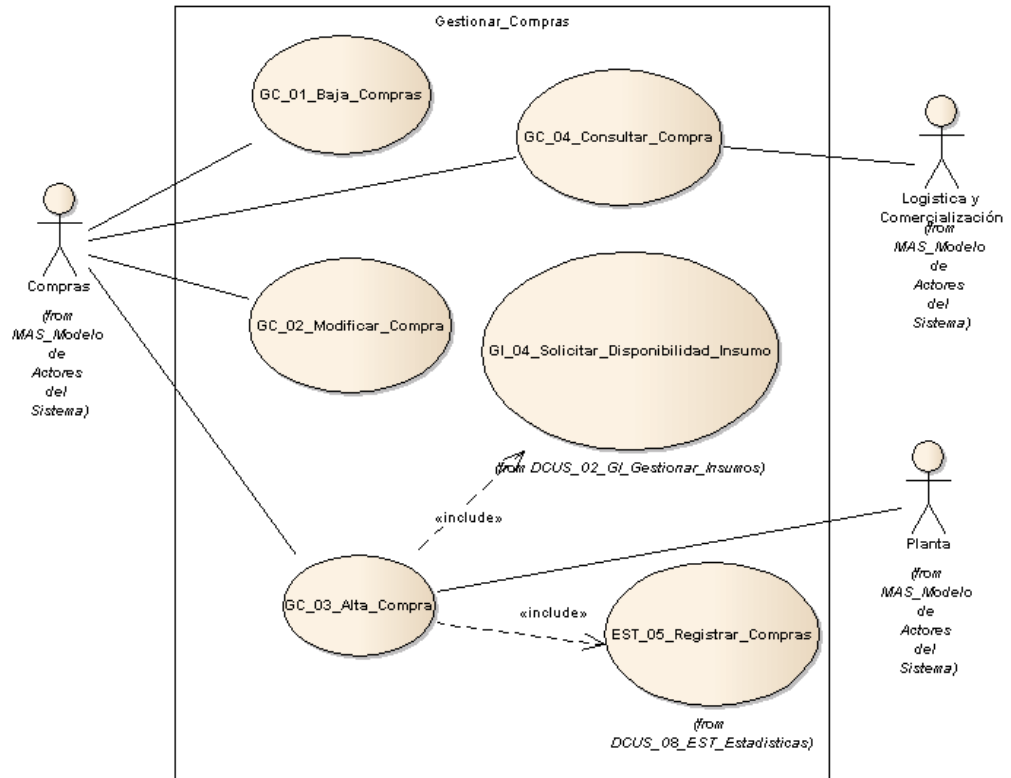 Gestionar_Compras
GC_01_Baja_Compras
GC_04_Consultar_Compra
Logistica y
Comercialización
(from
MAS_Modelo
de
Actores
del
Sistema)
Compras
(from
MAS_Modelo
de
Actores
del
Sistema)
GC_02_Modificar_Compra
GI_04_Solicitar_Disponibilidad_Insumo
(from DCUS_02_GI_Gestionar_Insumos)
«include»
Planta
(from
MAS_Modelo
de
Actores
del
Sistema)
GC_03_Alta_Compra
«include»
EST_05_Registrar_Compras
(from
DCUS_08_EST_Estadisticas)